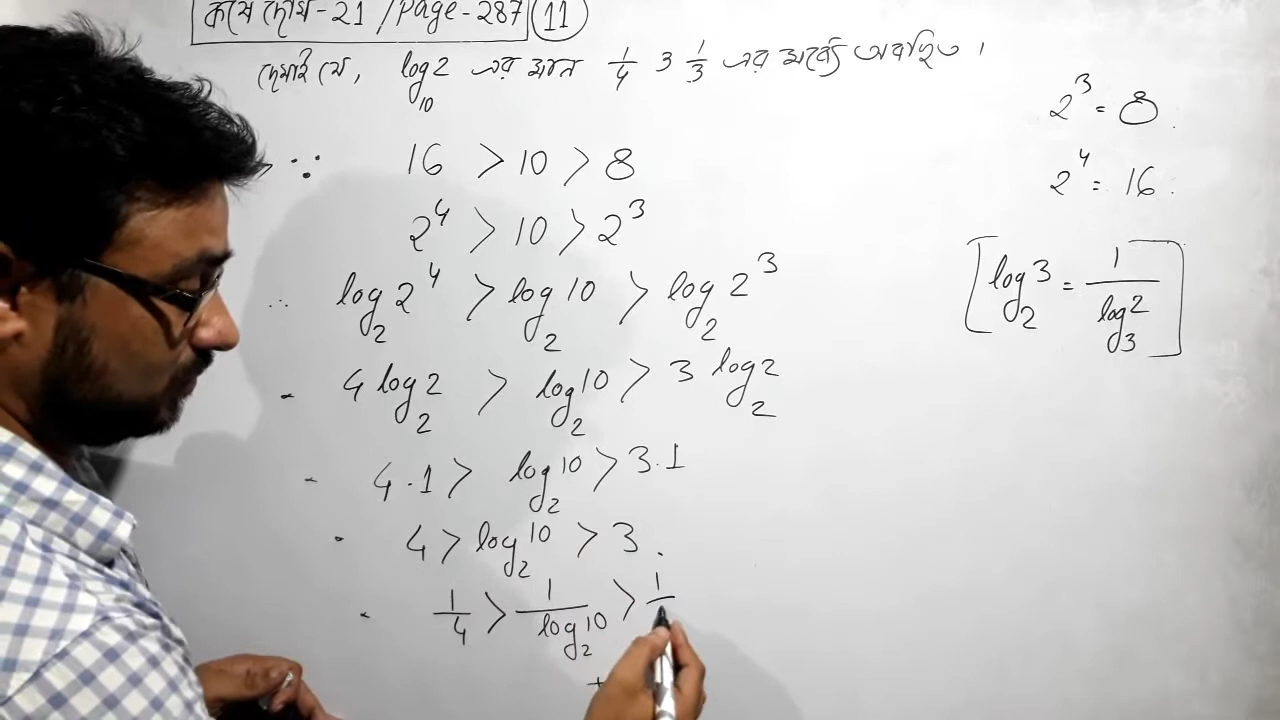 কষে দেখি-21 / Page-287 (11)
দেখাই যে, log₁₀2 এর মান 1/4 ও 1/3 এর মধ্যে অবস্থিত।
2³ = 8.
∵ 16 > 10 > 8
2⁴ = 16.
2⁴ > 10 > 2³
[log₂3 = 1/log₃2]
∴ log₂2⁴ > log₂10 > log₂2³
4 log₂2 > log₂10 > 3 log₂2
4·1 > log₂10 > 3·1
4 > log₂10 > 3.
1/4 > 1/log₂10 > 1/